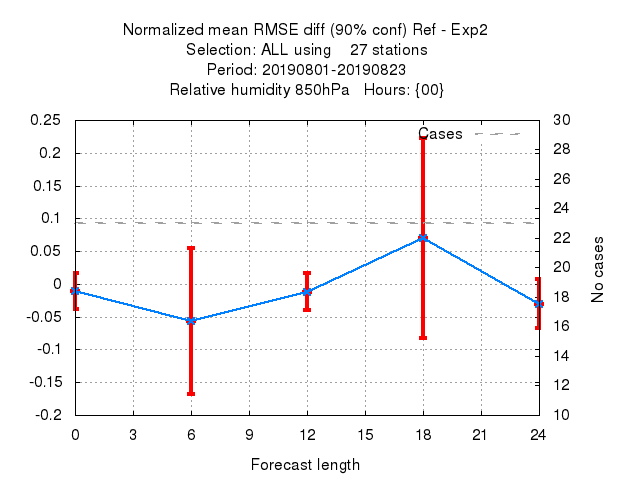 Normalized mean RMSE diff (90% conf) Ref - Exp2
Selection: ALL using 27 stations
Period: 20190801-20190823
Relative humidity 850hPa Hours: {00}
Cases
0.25
0.2
0.15
0.1
0.05
0
-0.05
-0.1
-0.15
-0.2
30
28
26
24
22
20
18
16
14
12
10
No cases
0 3 6 9 12 15 18 21 24
Forecast length